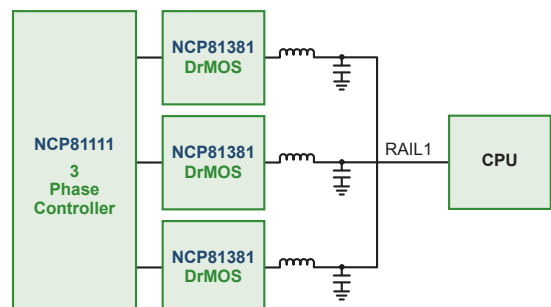 NCP81111
3
Phase
Controller
NCP81381
DrMOS
NCP81381
DrMOS
NCP81381
DrMOS
RAIL1
CPU